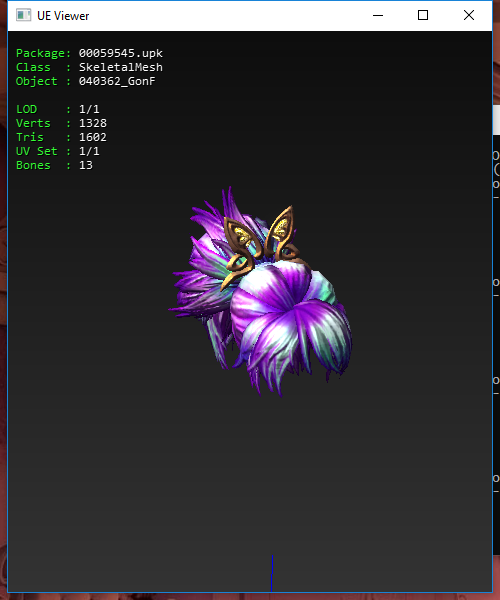 UE Viewer
Package: 00059545.upk
Class : SkeletalMesh
Object : 040362_GonF
LOD : 1/1
Verts : 1328
Tris : 1602
UV Set : 1/1
Bones : 13